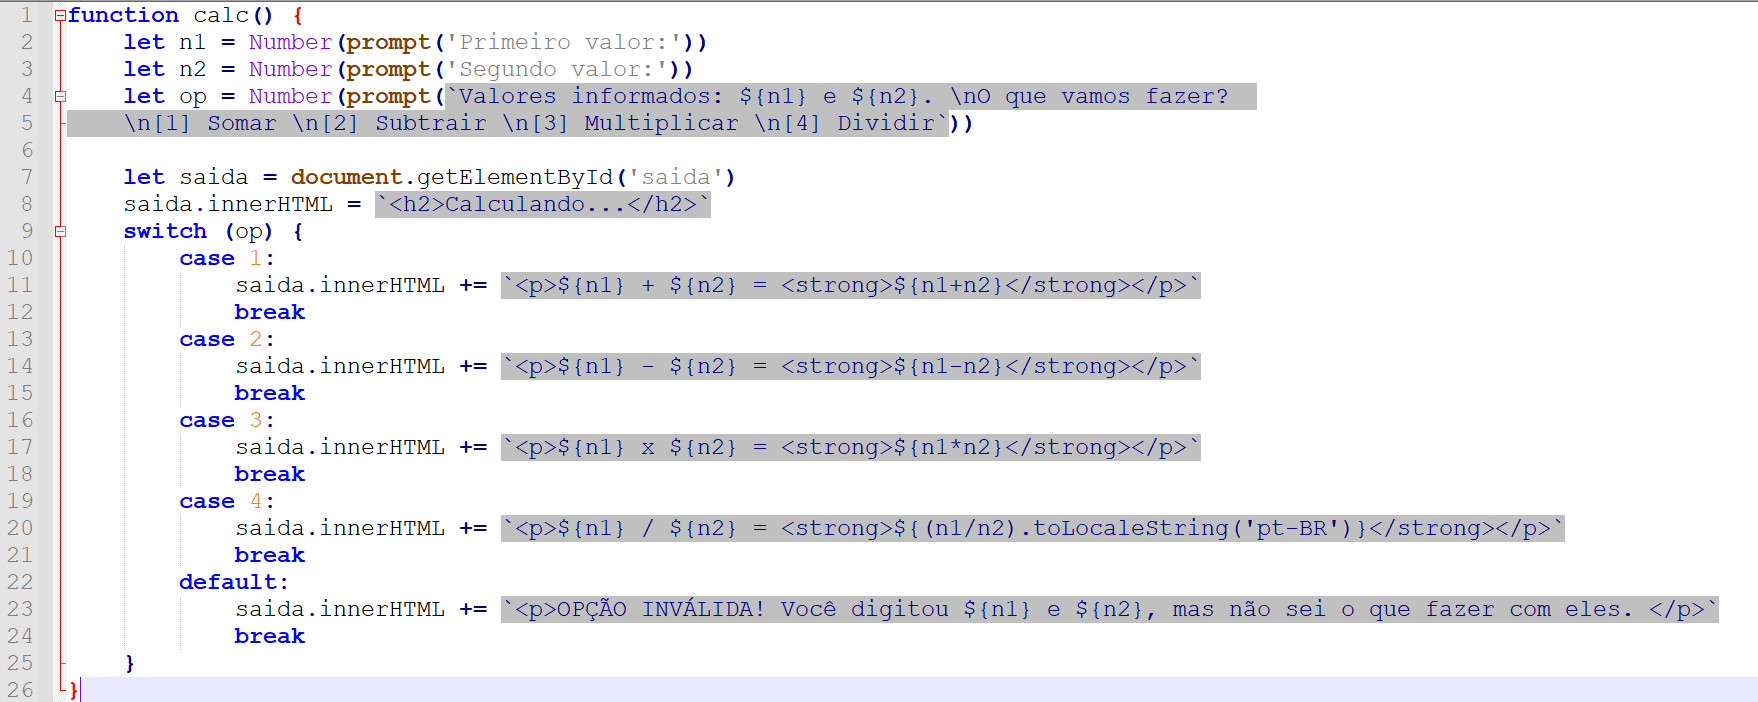 1 function calc() {
2 let n1 = Number(prompt('Primeiro valor:'))
3 let n2 = Number(prompt('Segundo valor:'))
4 let op = Number(prompt(`Valores informados: ${n1} e ${n2}. \nO que vamos fazer?
5 \n[1] Somar \n[2] Subtrair \n[3] Multiplicar \n[4] Dividir`))
6
7 let saida = document.getElementById('saida')
8 saida.innerHTML = `<h2>Calculando...</h2>`
9 switch (op) {
10 case 1:
11 saida.innerHTML += `<p>${n1} + ${n2} = <strong>${n1+n2}</strong></p>`
12 break
13 case 2:
14 saida.innerHTML += `<p>${n1} - ${n2} = <strong>${n1-n2}</strong></p>`
15 break
16 case 3:
17 saida.innerHTML += `<p>${n1} x ${n2} = <strong>${n1*n2}</strong></p>`
18 break
19 case 4:
20 saida.innerHTML += `<p>${n1} / ${n2} = <strong>${(n1/n2).toLocaleString('pt-BR')}</strong></p>`
21 break
22 default:
23 saida.innerHTML += `<p>OPÇÃO INVÁLIDA! Você digitou ${n1} e ${n2}, mas não sei o que fazer com eles. </p>`
24 break
25 }
26 }